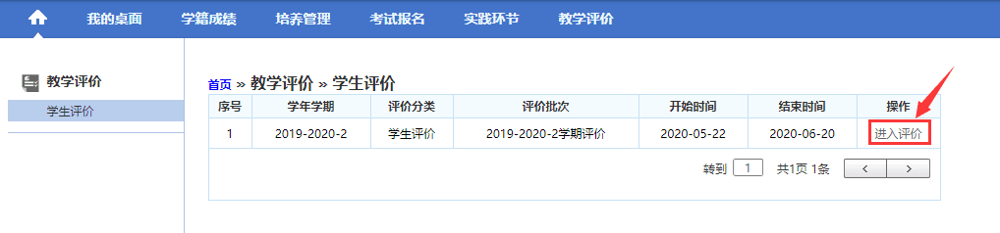 我的桌面 学籍成绩 培养管理 考试报名 实践环节 教学评价
教学评价
学生评价
首页 » 教学评价 » 学生评价
序号 学年学期 评价分类 评价批次 开始时间 结束时间 操作
1 2019-2020-2 学生评价 2019-2020-2学期评价 2020-05-22 2020-06-20 进入评价
转到 1 共1页 1条 < >